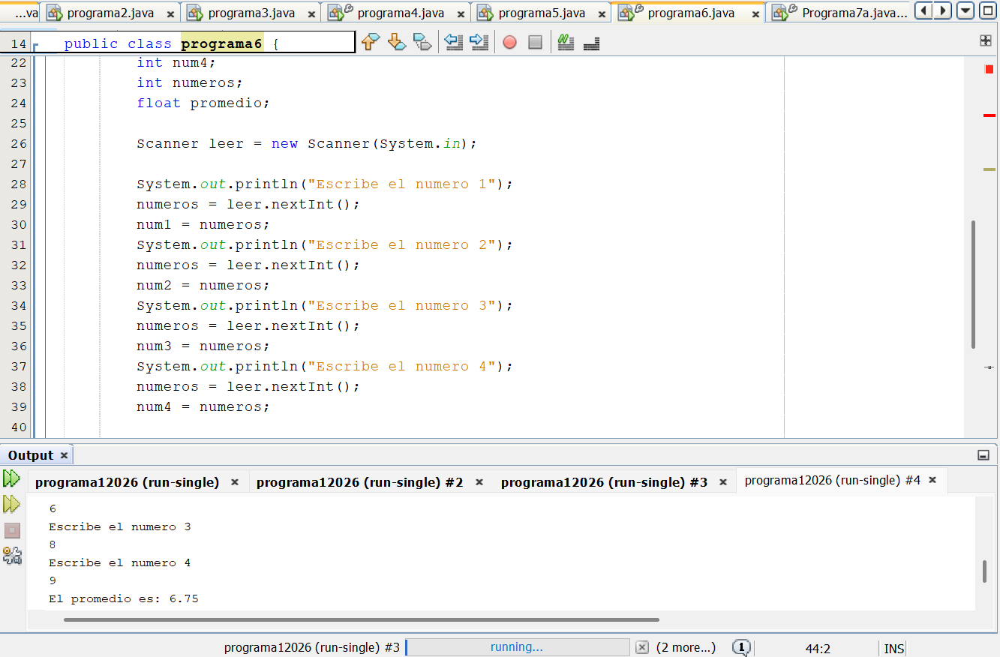 ...va programa2.java programa3.java programa4.java programa5.java programa6.java Programa7a.java...
14 public class programa6 {
22 int num4;
23 int numeros;
24 float promedio;
25
26 Scanner leer = new Scanner(System.in);
27
28 System.out.println("Escribe el numero 1");
29 numeros = leer.nextInt();
30 num1 = numeros;
31 System.out.println("Escribe el numero 2");
32 numeros = leer.nextInt();
33 num2 = numeros;
34 System.out.println("Escribe el numero 3");
35 numeros = leer.nextInt();
36 num3 = numeros;
37 System.out.println("Escribe el numero 4");
38 numeros = leer.nextInt();
39 num4 = numeros;
40
Output
programa12026 (run-single) programa12026 (run-single) #2 programa12026 (run-single) #3 programa12026 (run-single) #4
6
Escribe el numero 3
8
Escribe el numero 4
9
El promedio es: 6.75
programa12026 (run-single) #3 running... (2 more...) 1 44:2 INS